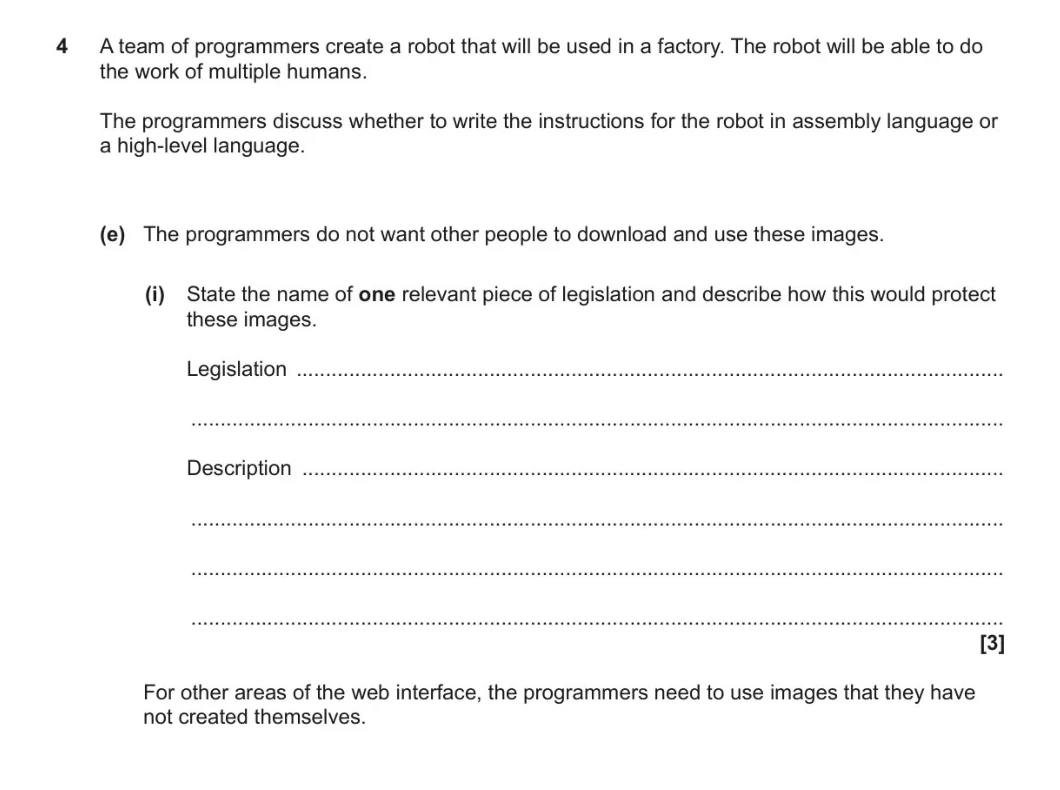 4 A team of programmers create a robot that will be used in a factory. The robot will be able to do
the work of multiple humans.
The programmers discuss whether to write the instructions for the robot in assembly language or
a high-level language.
(e) The programmers do not want other people to download and use these images.
(i) State the name of one relevant piece of legislation and describe how this would protect
these images.
Legislation ................................................................
................................................................
Description ................................................................
................................................................
................................................................
................................................................
[3]
For other areas of the web interface, the programmers need to use images that they have
not created themselves.